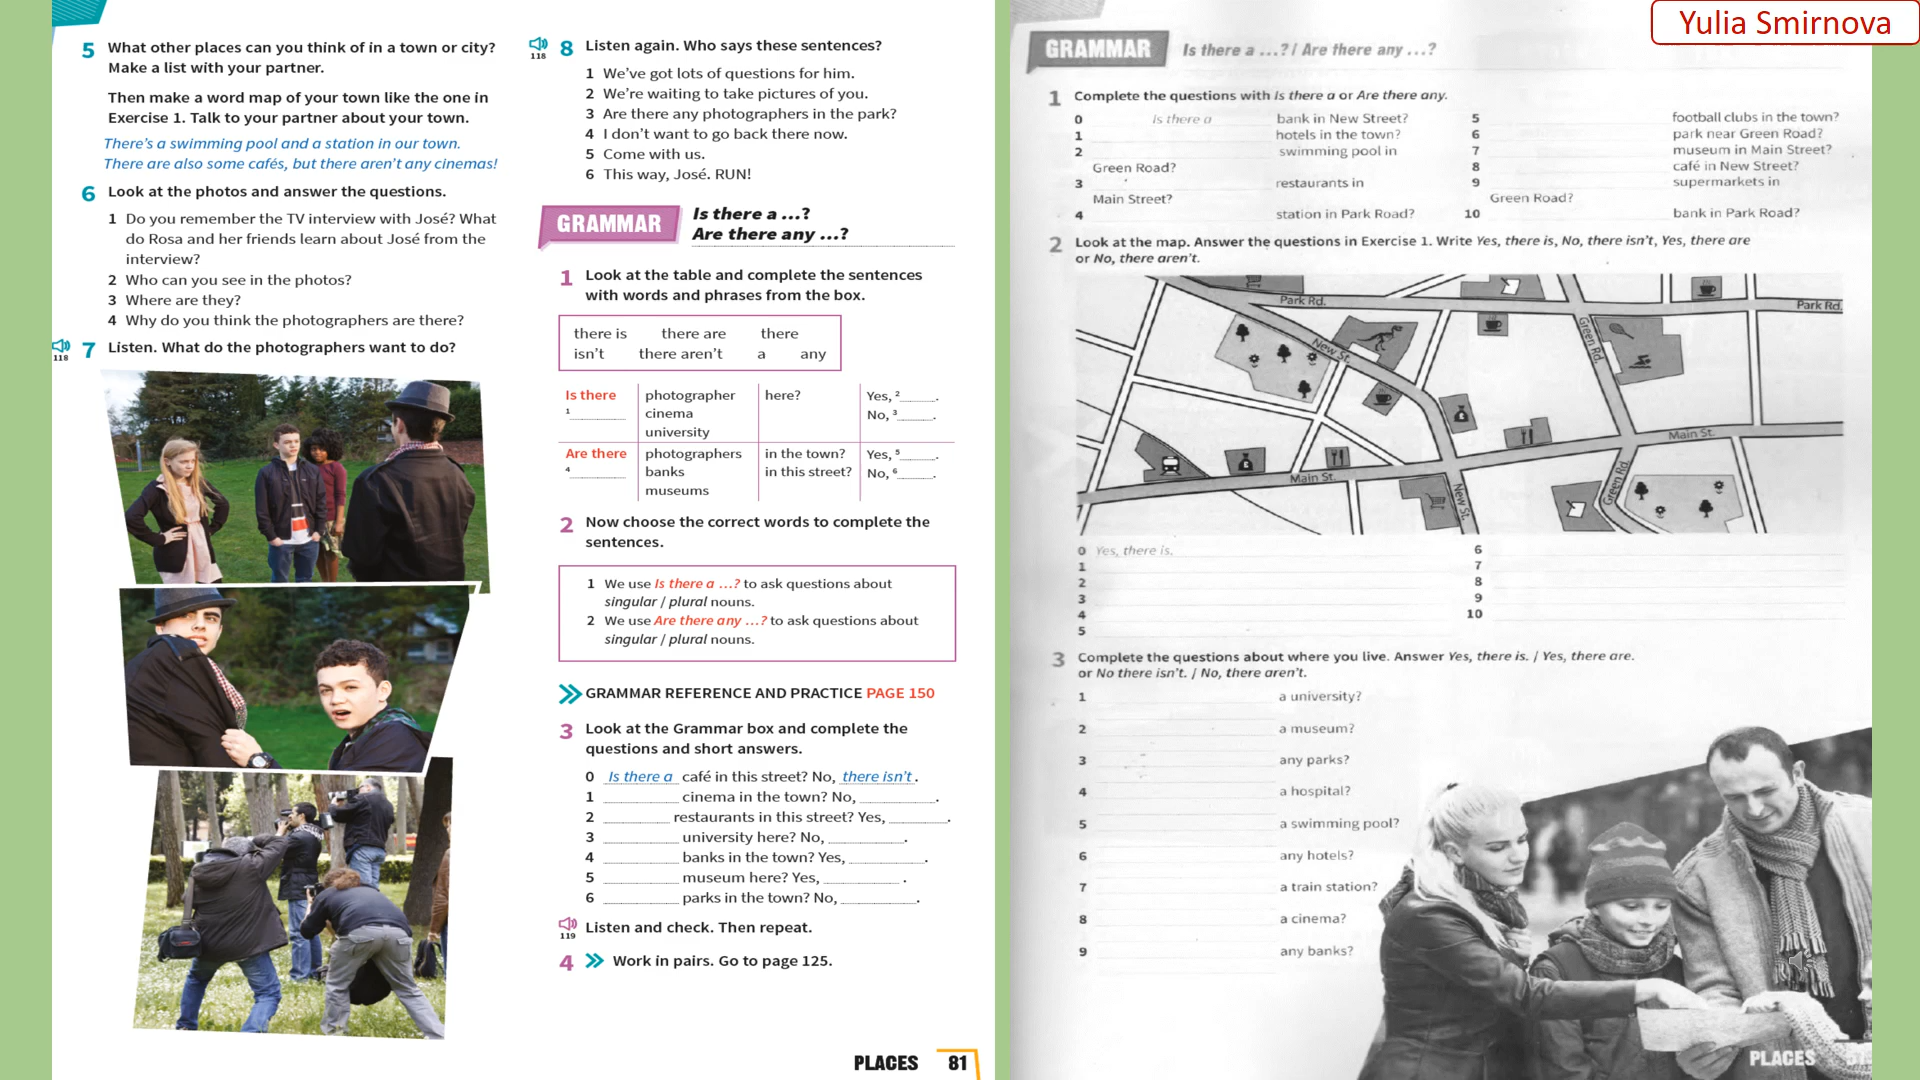 Yulia Smirnova
5 What other places can you think of in a town or city?
Make a list with your partner.
Then make a word map of your town like the one in
Exercise 1. Talk to your partner about your town.
There's a swimming pool and a station in our town.
There are also some cafés, but there aren't any cinemas!
6 Look at the photos and answer the questions.
1 Do you remember the TV interview with José? What
do Rosa and her friends learn about José from the
interview?
2 Who can you see in the photos?
3 Where are they?
4 Why do you think the photographers are there?
118 7 Listen. What do the photographers want to do?
118 8 Listen again. Who says these sentences?
1 We've got lots of questions for him.
2 We're waiting to take pictures of you.
3 Are there any photographers in the park?
4 I don't want to go back there now.
5 Come with us.
6 This way, José. RUN!
GRAMMAR
Is there a ...?
Are there any ...?
1 Look at the table and complete the sentences
with words and phrases from the box.
there is there are there
isn't there aren't a any
Is there photographer here? Yes, 2______.
1______ cinema No, 3______.
university
Are there photographers in the town? Yes, 5______.
4______ banks in this street? No, 6______.
museums
2 Now choose the correct words to complete the
sentences.
1 We use Is there a ...? to ask questions about
singular / plural nouns.
2 We use Are there any ...? to ask questions about
singular / plural nouns.
GRAMMAR REFERENCE AND PRACTICE PAGE 150
3 Look at the Grammar box and complete the
questions and short answers.
0 Is there a café in this street? No, there isn't.
1 ______ cinema in the town? No, ______.
2 ______ restaurants in this street? Yes, ______.
3 ______ university here? No, ______.
4 ______ banks in the town? Yes, ______.
5 ______ museum here? Yes, ______.
6 ______ parks in the town? No, ______.
119 Listen and check. Then repeat.
4 Work in pairs. Go to page 125.
PLACES 81
GRAMMAR Is there a ...? / Are there any ...?
1 Complete the questions with Is there a or Are there any.
0 is there a bank in New Street?
1 hotels in the town?
2 swimming pool in
Green Road?
3 restaurants in
Main Street?
4 station in Park Road?
5 football clubs in the town?
6 park near Green Road?
7 museum in Main Street?
8 café in New Street?
9 supermarkets in
Green Road?
10 bank in Park Road?
2 Look at the map. Answer the questions in Exercise 1. Write Yes, there is, No, there isn't, Yes, there are
or No, there aren't.
Park Rd.
Park Rd.
New St.
Green Rd.
Main St.
Main St.
Green Rd.
New St.
0 Yes, there is.
1
2
3
4
5
6
7
8
9
10
3 Complete the questions about where you live. Answer Yes, there is. / Yes, there are.
or No there isn't. / No, there aren't.
1 a university?
2 a museum?
3 any parks?
4 a hospital?
5 a swimming pool?
6 any hotels?
7 a train station?
8 a cinema?
9 any banks?
PLACES